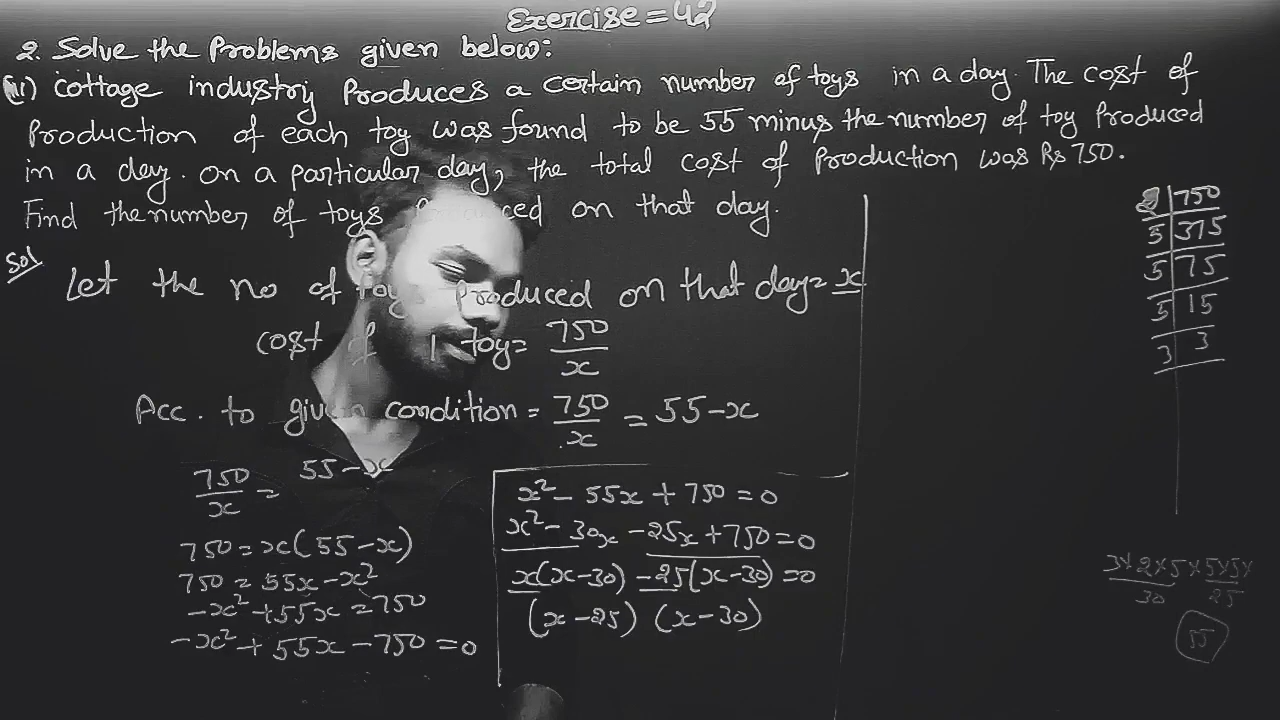 Exercise = 42
2. Solve the Problems given below:
(ii) Cottage industry Produces a certain number of toys in a day. The cost of
Production of each toy was found to be 55 minus the number of toy Produced
in a day. on a particular day, the total cost of Production was Rs 750.
Find the number of toys on that day.
Sol
Let the no of toys produced on that day = x
cost of 1 toy = 750/x
Acc. to given condition = 750/x = 55-x
750/x = 55-x
750 = x(55-x)
750 = 55x - x²
-x² + 55x = 750
-x² + 55x - 750 = 0
x² - 55x + 750 = 0
x² - 30x - 25x + 750 = 0
x(x-30) - 25(x-30) = 0
(x-25) (x-30)
2 | 750
5 | 375
5 | 75
5 | 15
3 | 3
3×2×5×5×5×
30 25
55